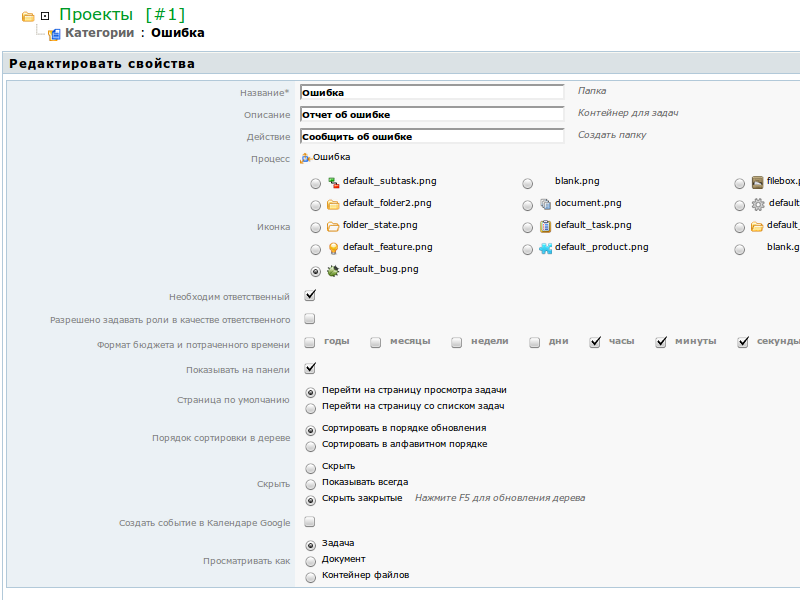 Проекты [#1]
Категории : Ошибка
Редактировать свойства
Название* Ошибка Папка
Описание Отчет об ошибке Контейнер для задач
Действие Сообщить об ошибке Создать папку
Процесс Ошибка
Иконка
default_subtask.png blank.png filebox.p
default_folder2.png document.png default
folder_state.png default_task.png default_
default_feature.png default_product.png blank.g
default_bug.png
Необходим ответственный
Разрешено задавать роли в качестве ответственного
Формат бюджета и потраченного времени годы месяцы недели дни часы минуты секунды
Показывать на панели
Страница по умолчанию
Перейти на страницу просмотра задачи
Перейти на страницу со списком задач
Порядок сортировки в дереве
Сортировать в порядке обновления
Сортировать в алфавитном порядке
Скрыть
Скрыть
Показывать всегда
Скрыть закрытые Нажмите F5 для обновления дерева
Создать событие в Календаре Google
Просматривать как
Задача
Документ
Контейнер файлов